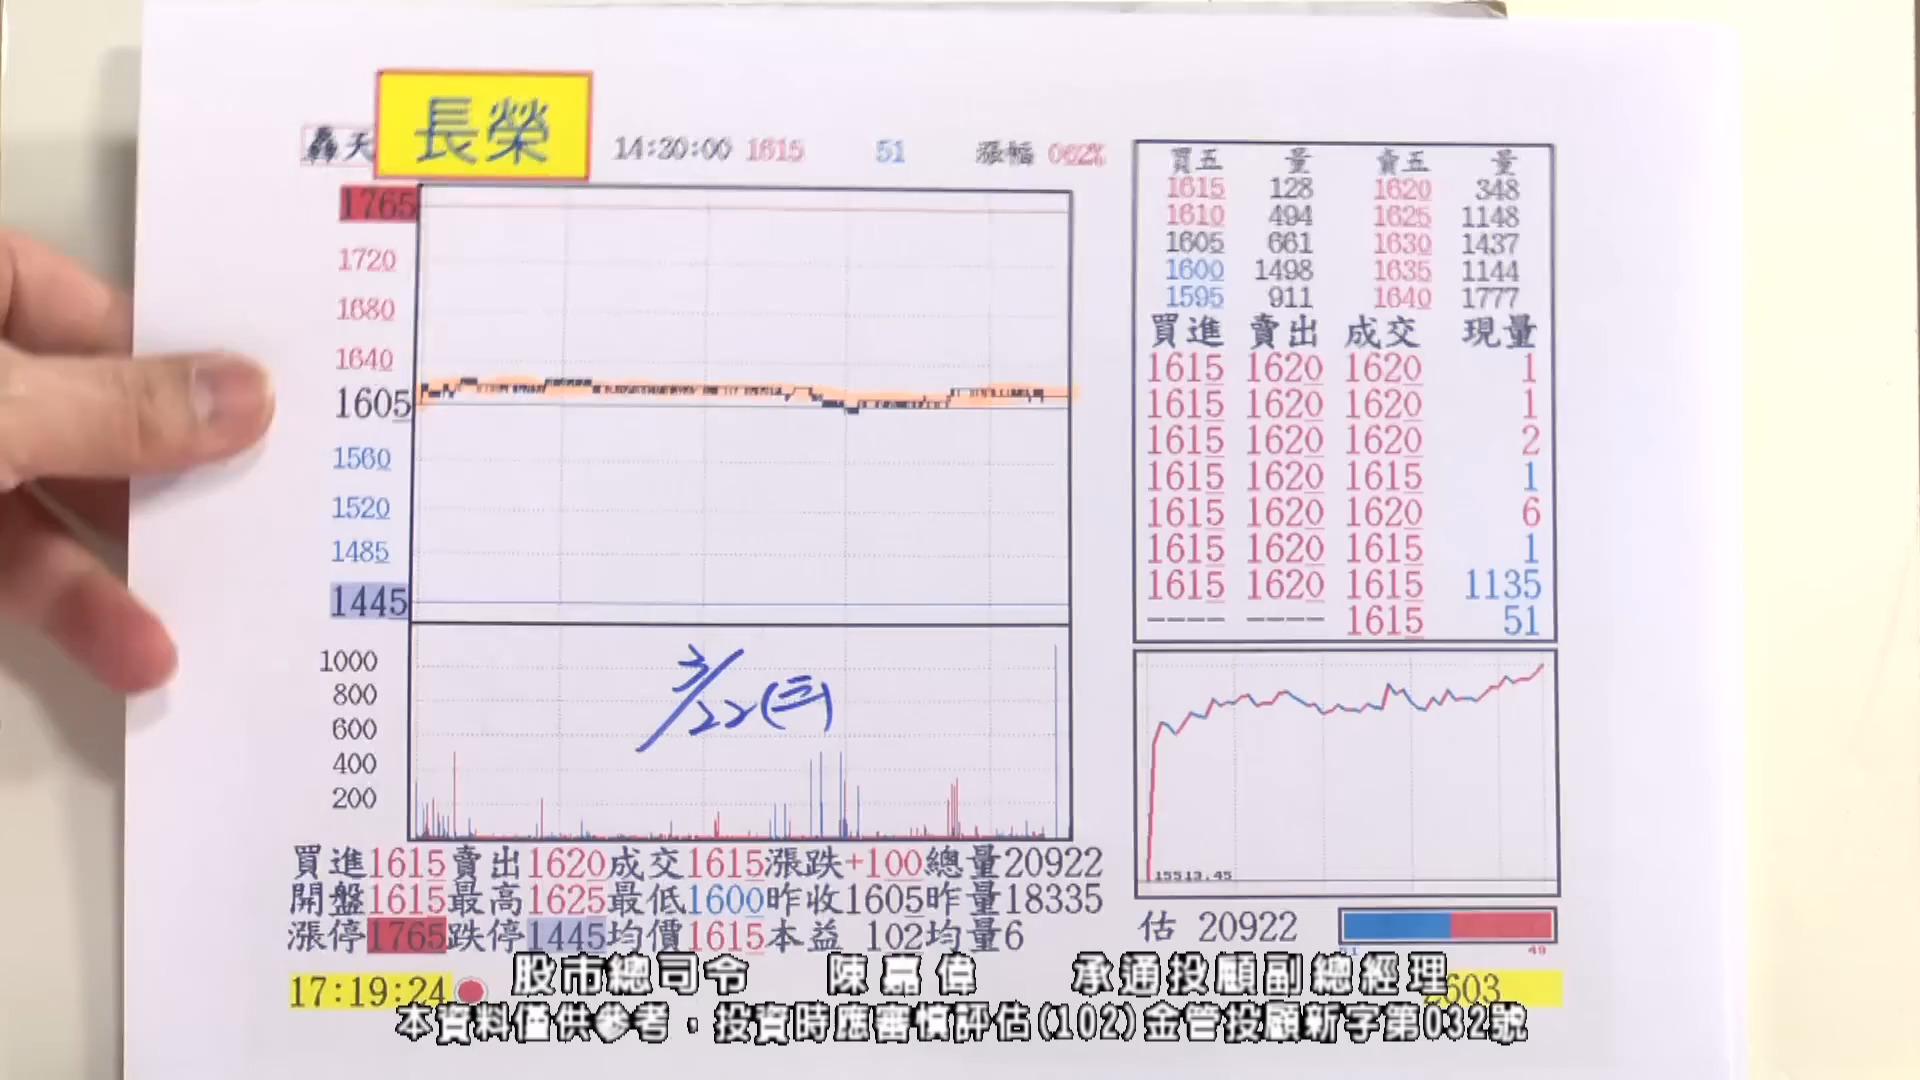 長榮
轟天
14:30:00 1615 51 漲幅 062%
1765
1720
1680
1640
1605
1560
1520
1485
1445
1000
800
600
400
200
3/22(三)
買五 量 賣五 量
1615 128 1620 348
1610 494 1625 1148
1605 661 1630 1437
1600 1498 1635 1144
1595 911 1640 1777
買進 賣出 成交 現量
1615 1620 1620 1
1615 1620 1620 1
1615 1620 1620 2
1615 1620 1615 1
1615 1620 1620 6
1615 1620 1615 1
1615 1620 1615 1135
---- ---- 1615 51
15513.45
估 20922
51 49
買進1615賣出1620成交1615漲跌+100總量20922
開盤1615最高1625最低1600昨收1605昨量18335
漲停1765跌停1445均價1615本益 102均量6
17:19:24
2603
股市總司令 陳嘉偉 承通投顧副總經理
本資料僅供參考,投資時應審慎評估(102)金管投顧新字第032號